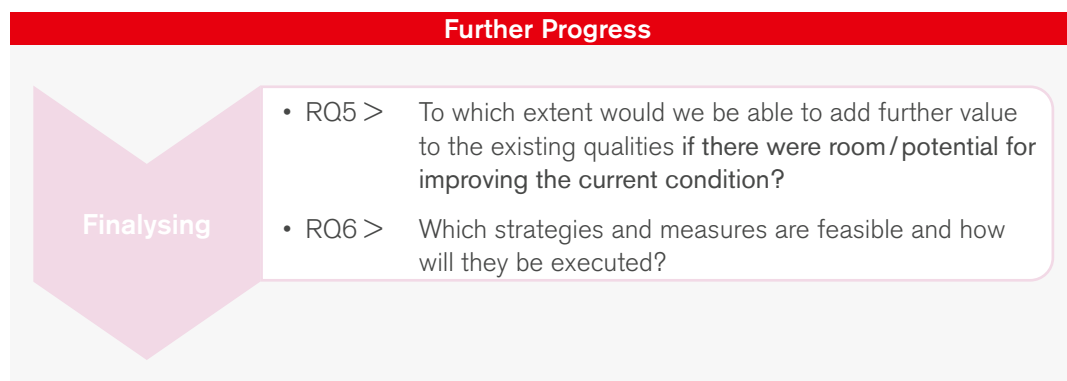 Further Progress
• RQ5 > To which extent would we be able to add further value
to the existing qualities if there were room/potential for
improving the current condition?
Finalysing
• RQ6 > Which strategies and measures are feasible and how
will they be executed?